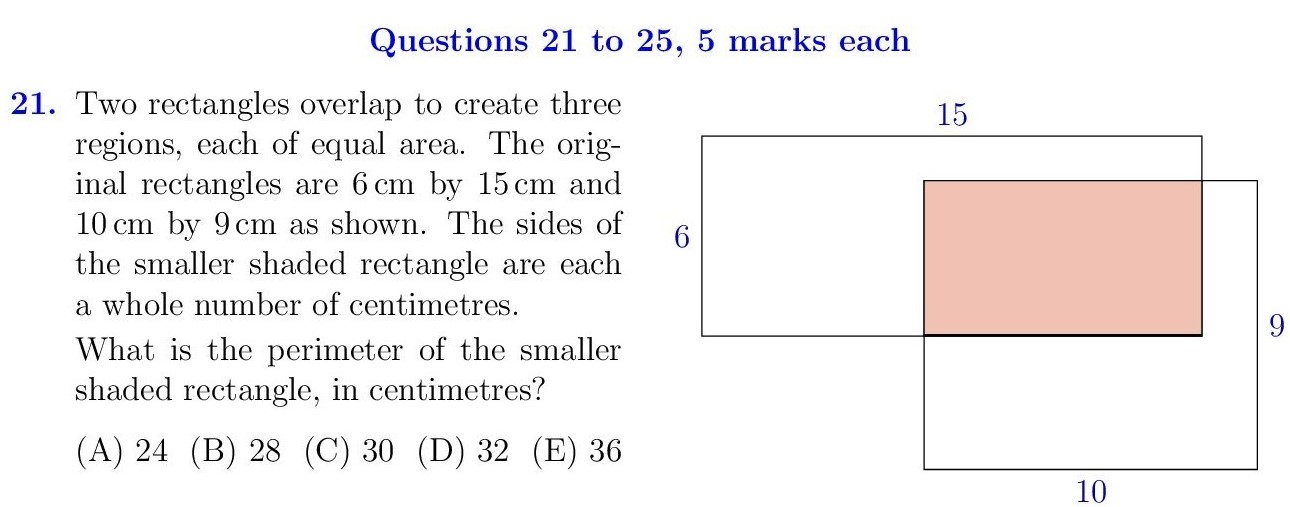 Questions 21 to 25, 5 marks each
21. Two rectangles overlap to create three
regions, each of equal area. The orig-
inal rectangles are 6 cm by 15 cm and
10 cm by 9 cm as shown. The sides of
the smaller shaded rectangle are each
a whole number of centimetres.
What is the perimeter of the smaller
shaded rectangle, in centimetres?
(A) 24 (B) 28 (C) 30 (D) 32 (E) 36
15
6
9
10